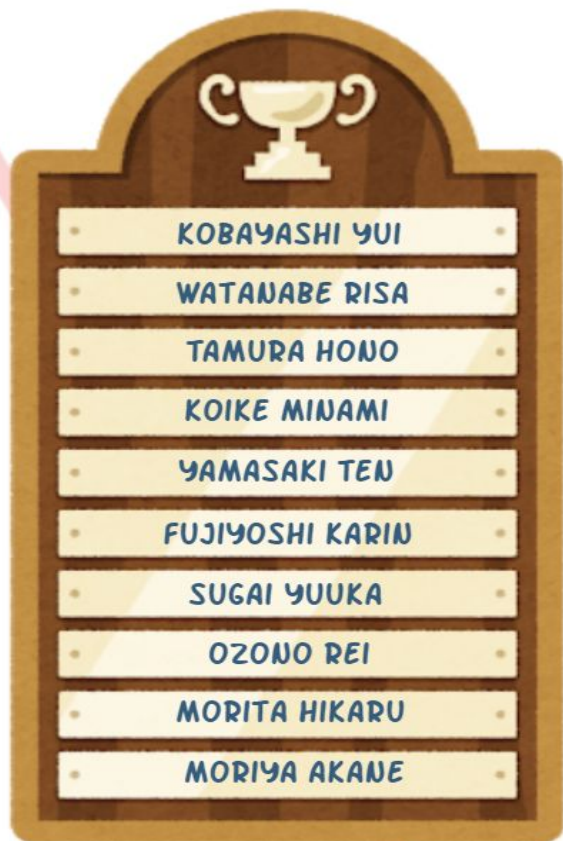 KOBAYASHI YUI
WATANABE RISA
TAMURA HONO
KOIKE MINAMI
YAMASAKI TEN
FUJIYOSHI KARIN
SUGAI YUUKA
OZONO REI
MORITA HIKARU
MORIYA AKANE